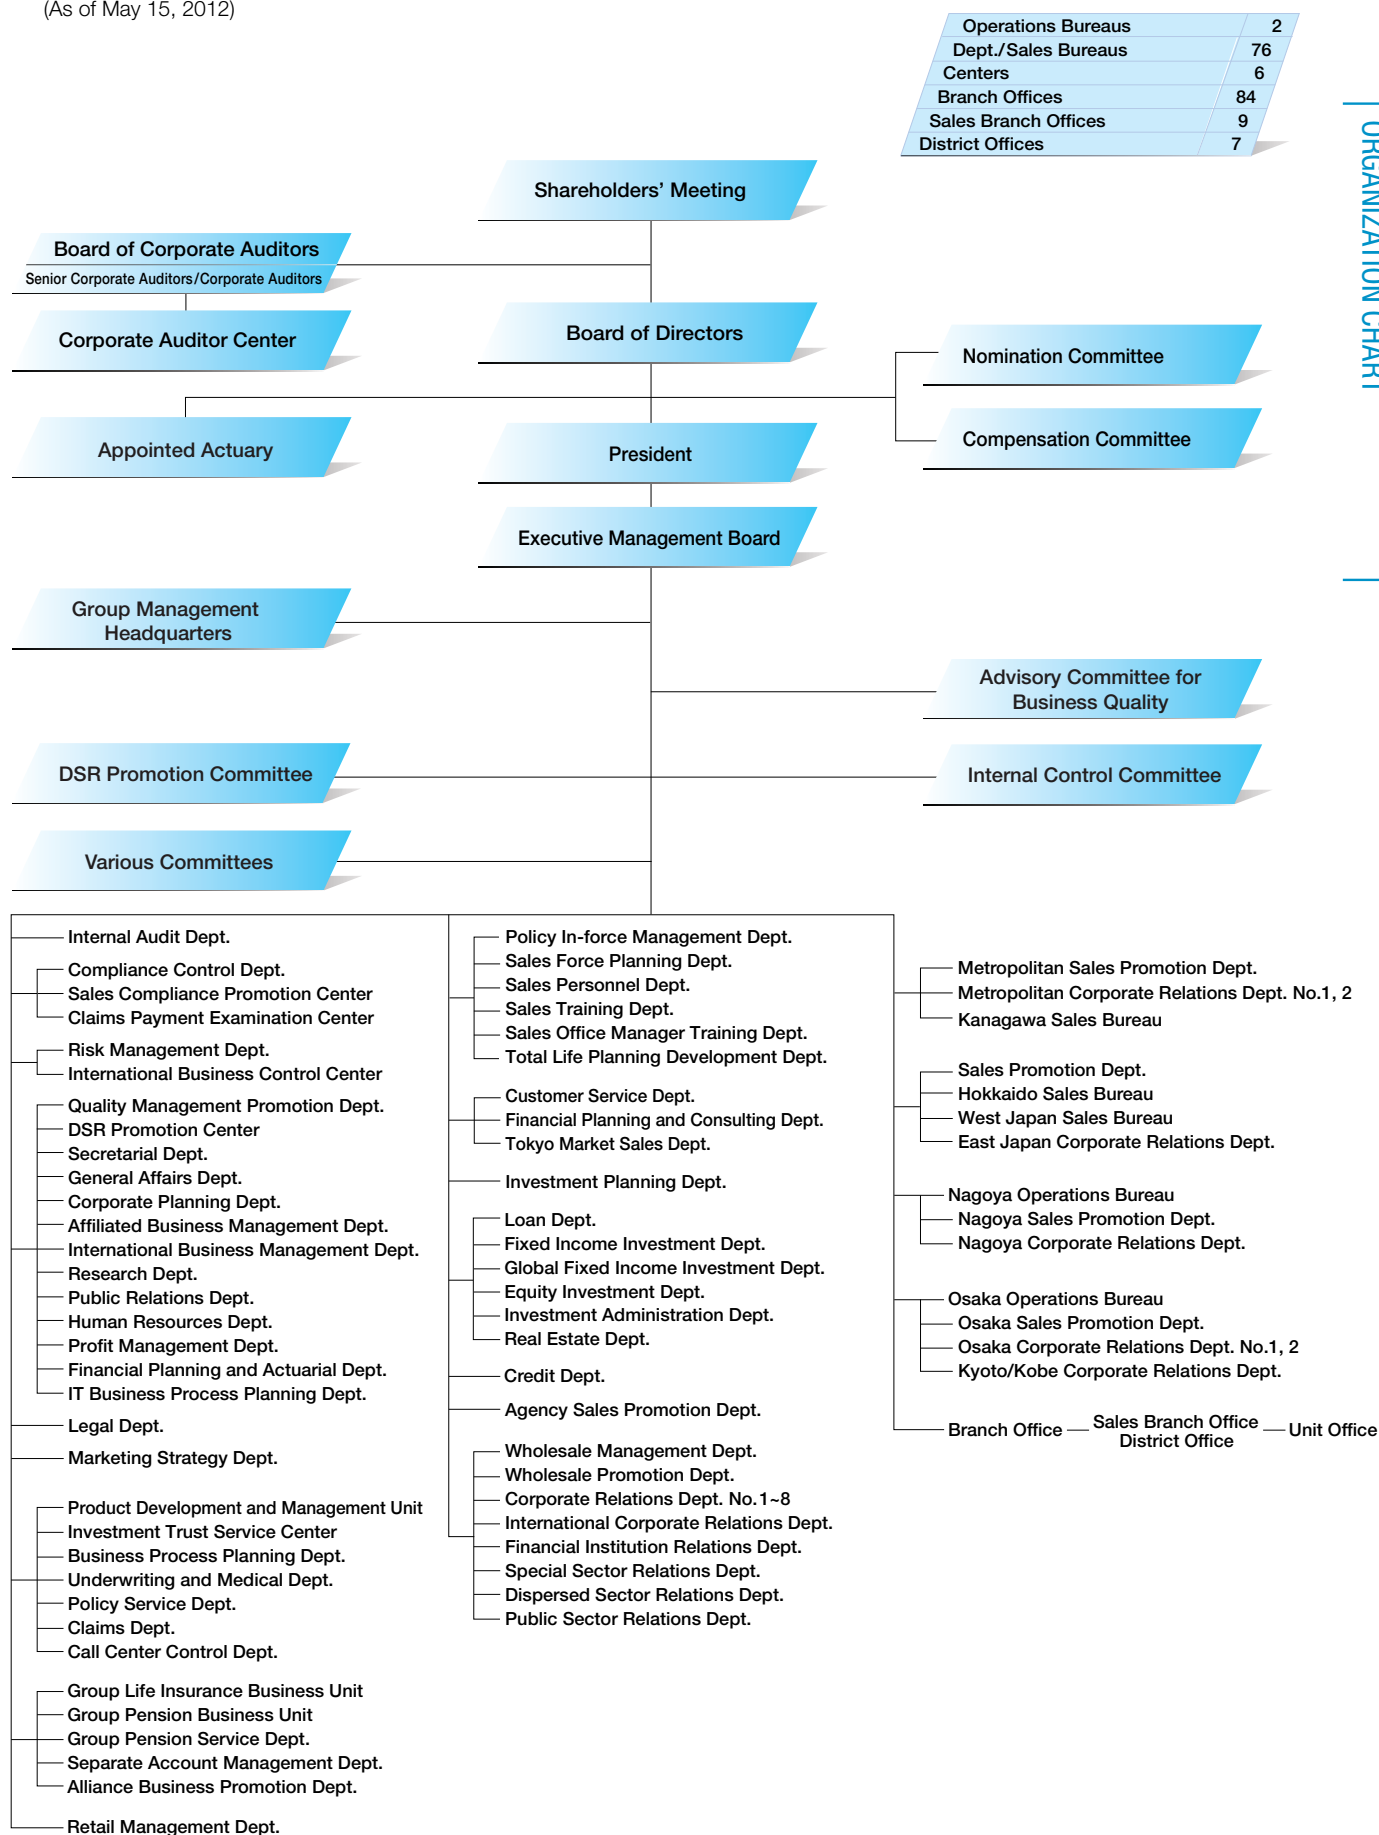 (As of May 15, 2012)
Operations Bureaus 2
Dept./Sales Bureaus 76
Centers 6
Branch Offices 84
Sales Branch Offices 9
District Offices 7
ORGANIZATION CHART
Shareholders' Meeting
Board of Corporate Auditors
Senior Corporate Auditors/Corporate Auditors
Corporate Auditor Center
Board of Directors
Nomination Committee
Compensation Committee
Appointed Actuary
President
Executive Management Board
Group Management
Headquarters
Advisory Committee for
Business Quality
DSR Promotion Committee
Internal Control Committee
Various Committees
Internal Audit Dept.
Compliance Control Dept.
Sales Compliance Promotion Center
Claims Payment Examination Center
Risk Management Dept.
International Business Control Center
Quality Management Promotion Dept.
DSR Promotion Center
Secretarial Dept.
General Affairs Dept.
Corporate Planning Dept.
Affiliated Business Management Dept.
International Business Management Dept.
Research Dept.
Public Relations Dept.
Human Resources Dept.
Profit Management Dept.
Financial Planning and Actuarial Dept.
IT Business Process Planning Dept.
Legal Dept.
Marketing Strategy Dept.
Product Development and Management Unit
Investment Trust Service Center
Business Process Planning Dept.
Underwriting and Medical Dept.
Policy Service Dept.
Claims Dept.
Call Center Control Dept.
Group Life Insurance Business Unit
Group Pension Business Unit
Group Pension Service Dept.
Separate Account Management Dept.
Alliance Business Promotion Dept.
Retail Management Dept.
Policy In-force Management Dept.
Sales Force Planning Dept.
Sales Personnel Dept.
Sales Training Dept.
Sales Office Manager Training Dept.
Total Life Planning Development Dept.
Customer Service Dept.
Financial Planning and Consulting Dept.
Tokyo Market Sales Dept.
Investment Planning Dept.
Loan Dept.
Fixed Income Investment Dept.
Global Fixed Income Investment Dept.
Equity Investment Dept.
Investment Administration Dept.
Real Estate Dept.
Credit Dept.
Agency Sales Promotion Dept.
Wholesale Management Dept.
Wholesale Promotion Dept.
Corporate Relations Dept. No.1~8
International Corporate Relations Dept.
Financial Institution Relations Dept.
Special Sector Relations Dept.
Dispersed Sector Relations Dept.
Public Sector Relations Dept.
Metropolitan Sales Promotion Dept.
Metropolitan Corporate Relations Dept. No.1, 2
Kanagawa Sales Bureau
Sales Promotion Dept.
Hokkaido Sales Bureau
West Japan Sales Bureau
East Japan Corporate Relations Dept.
Nagoya Operations Bureau
Nagoya Sales Promotion Dept.
Nagoya Corporate Relations Dept.
Osaka Operations Bureau
Osaka Sales Promotion Dept.
Osaka Corporate Relations Dept. No.1, 2
Kyoto/Kobe Corporate Relations Dept.
Branch Office
Sales Branch Office
District Office
Unit Office